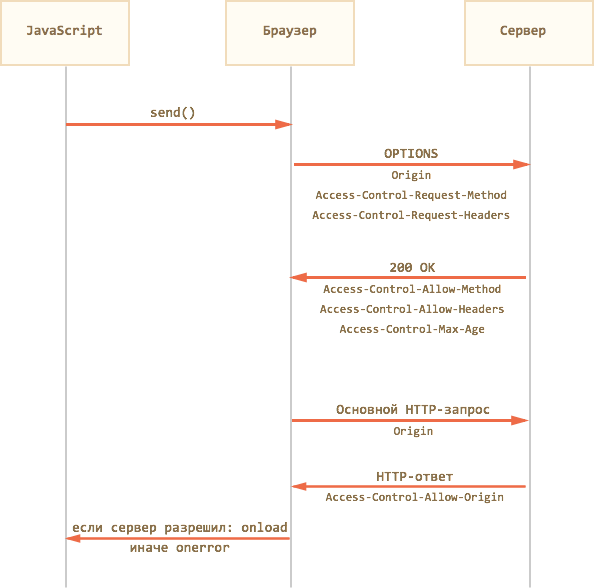 JavaScript
Браузер
Сервер
send()
OPTIONS
Origin
Access-Control-Request-Method
Access-Control-Request-Headers
200 OK
Access-Control-Allow-Method
Access-Control-Allow-Headers
Access-Control-Max-Age
Основной HTTP-запрос
Origin
HTTP-ответ
Access-Control-Allow-Origin
если сервер разрешил: onload
иначе onerror